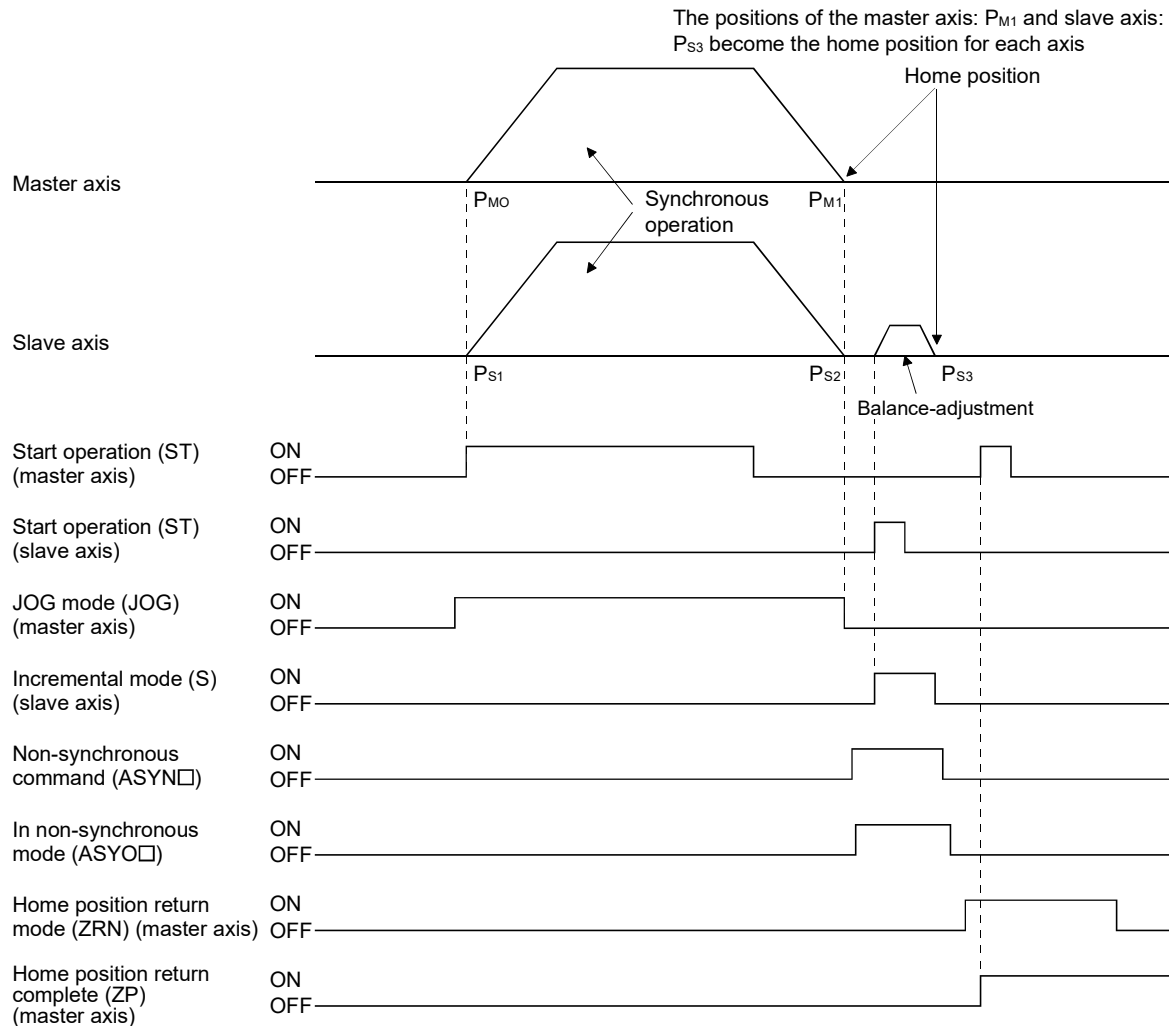 The positions of the master axis: PM1 and slave axis:
PS3 become the home position for each axis
Home position
Master axis
PMO
Synchronous
operation
PM1
Slave axis
PS1
PS2
PS3
Balance-adjustment
Start operation (ST)
(master axis)
ON
OFF
Start operation (ST)
(slave axis)
ON
OFF
JOG mode (JOG)
(master axis)
ON
OFF
Incremental mode (S)
(slave axis)
ON
OFF
Non-synchronous
command (ASYN□)
ON
OFF
In non-synchronous
mode (ASYO□)
ON
OFF
Home position return
mode (ZRN) (master axis)
ON
OFF
Home position return
complete (ZP)
(master axis)
ON
OFF